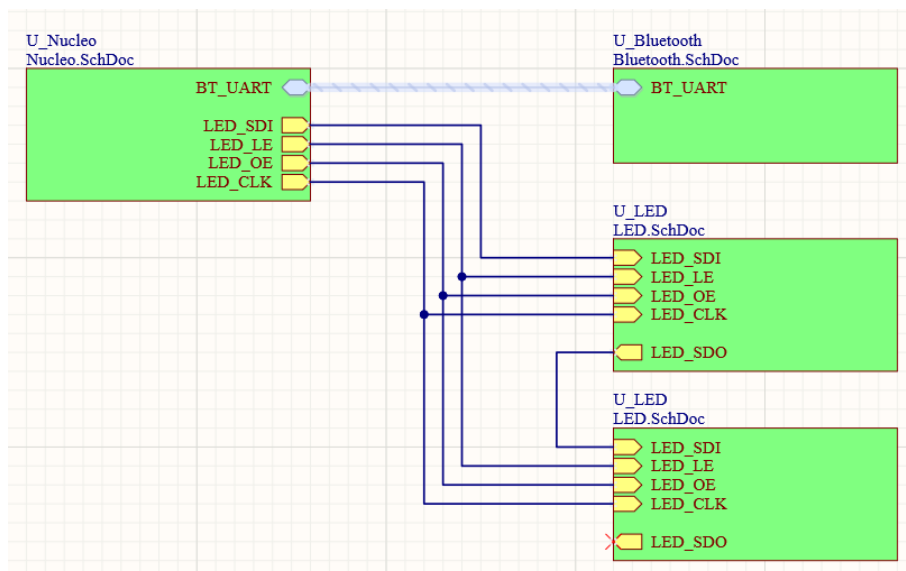 U_Nucleo
Nucleo.SchDoc
BT_UART
LED_SDI
LED_LE
LED_OE
LED_CLK
U_Bluetooth
Bluetooth.SchDoc
BT_UART
U_LED
LED.SchDoc
LED_SDI
LED_LE
LED_OE
LED_CLK
LED_SDO
U_LED
LED.SchDoc
LED_SDI
LED_LE
LED_OE
LED_CLK
LED_SDO